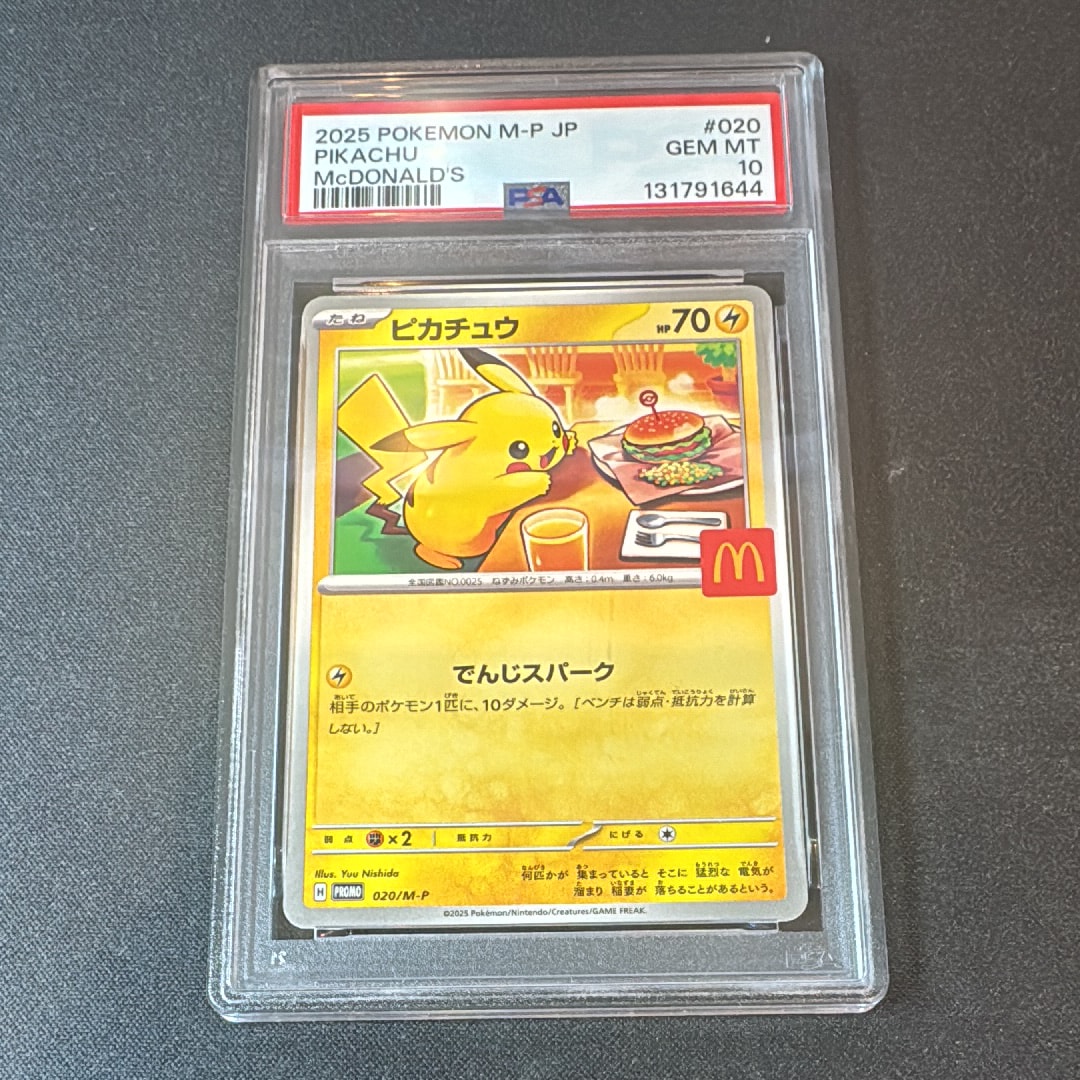 2025 POKEMON M-P JP #020
PIKACHU GEM MT
McDONALD'S 10
PSA 131791644
たね ピカチュウ HP70
M
全国図鑑NO.0025 ねずみポケモン 高さ:0.4m 重さ:6.0kg
でんじスパーク
相手のポケモン1匹に、10ダメージ。[ベンチは弱点・抵抗力を計算
しない。]
弱点 ×2 抵抗力 にげる
Illus. Yuu Nishida
何匹かが 集まっていると そこに 猛烈な 電気が
溜まり 稲妻が 落ちることがあるという。
H PROMO 020/M-P
©2025 Pokémon/Nintendo/Creatures/GAME FREAK.